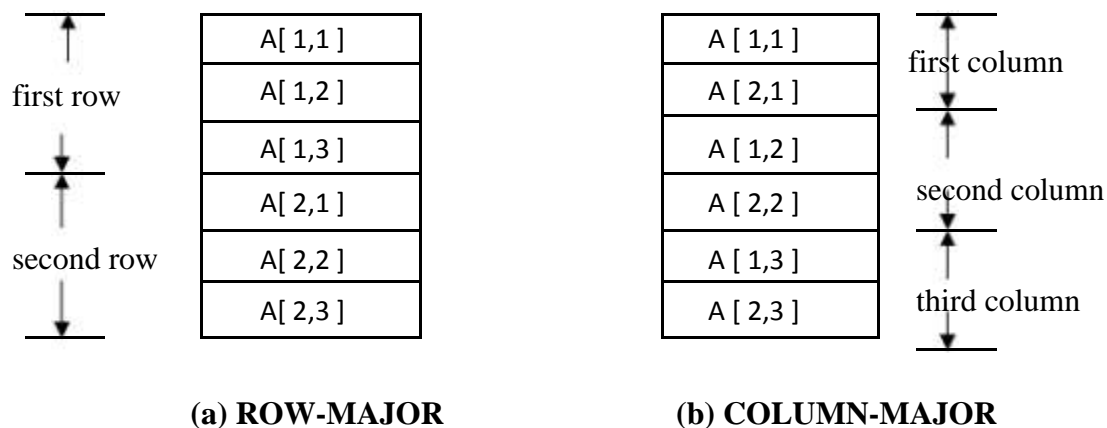 first row
second row
A[ 1,1 ]
A[ 1,2 ]
A[ 1,3 ]
A[ 2,1 ]
A[ 2,2 ]
A[ 2,3 ]
(a) ROW-MAJOR
A [ 1,1 ]
A [ 2,1 ]
A [ 1,2 ]
A [ 2,2 ]
A [ 1,3 ]
A [ 2,3 ]
first column
second column
third column
(b) COLUMN-MAJOR